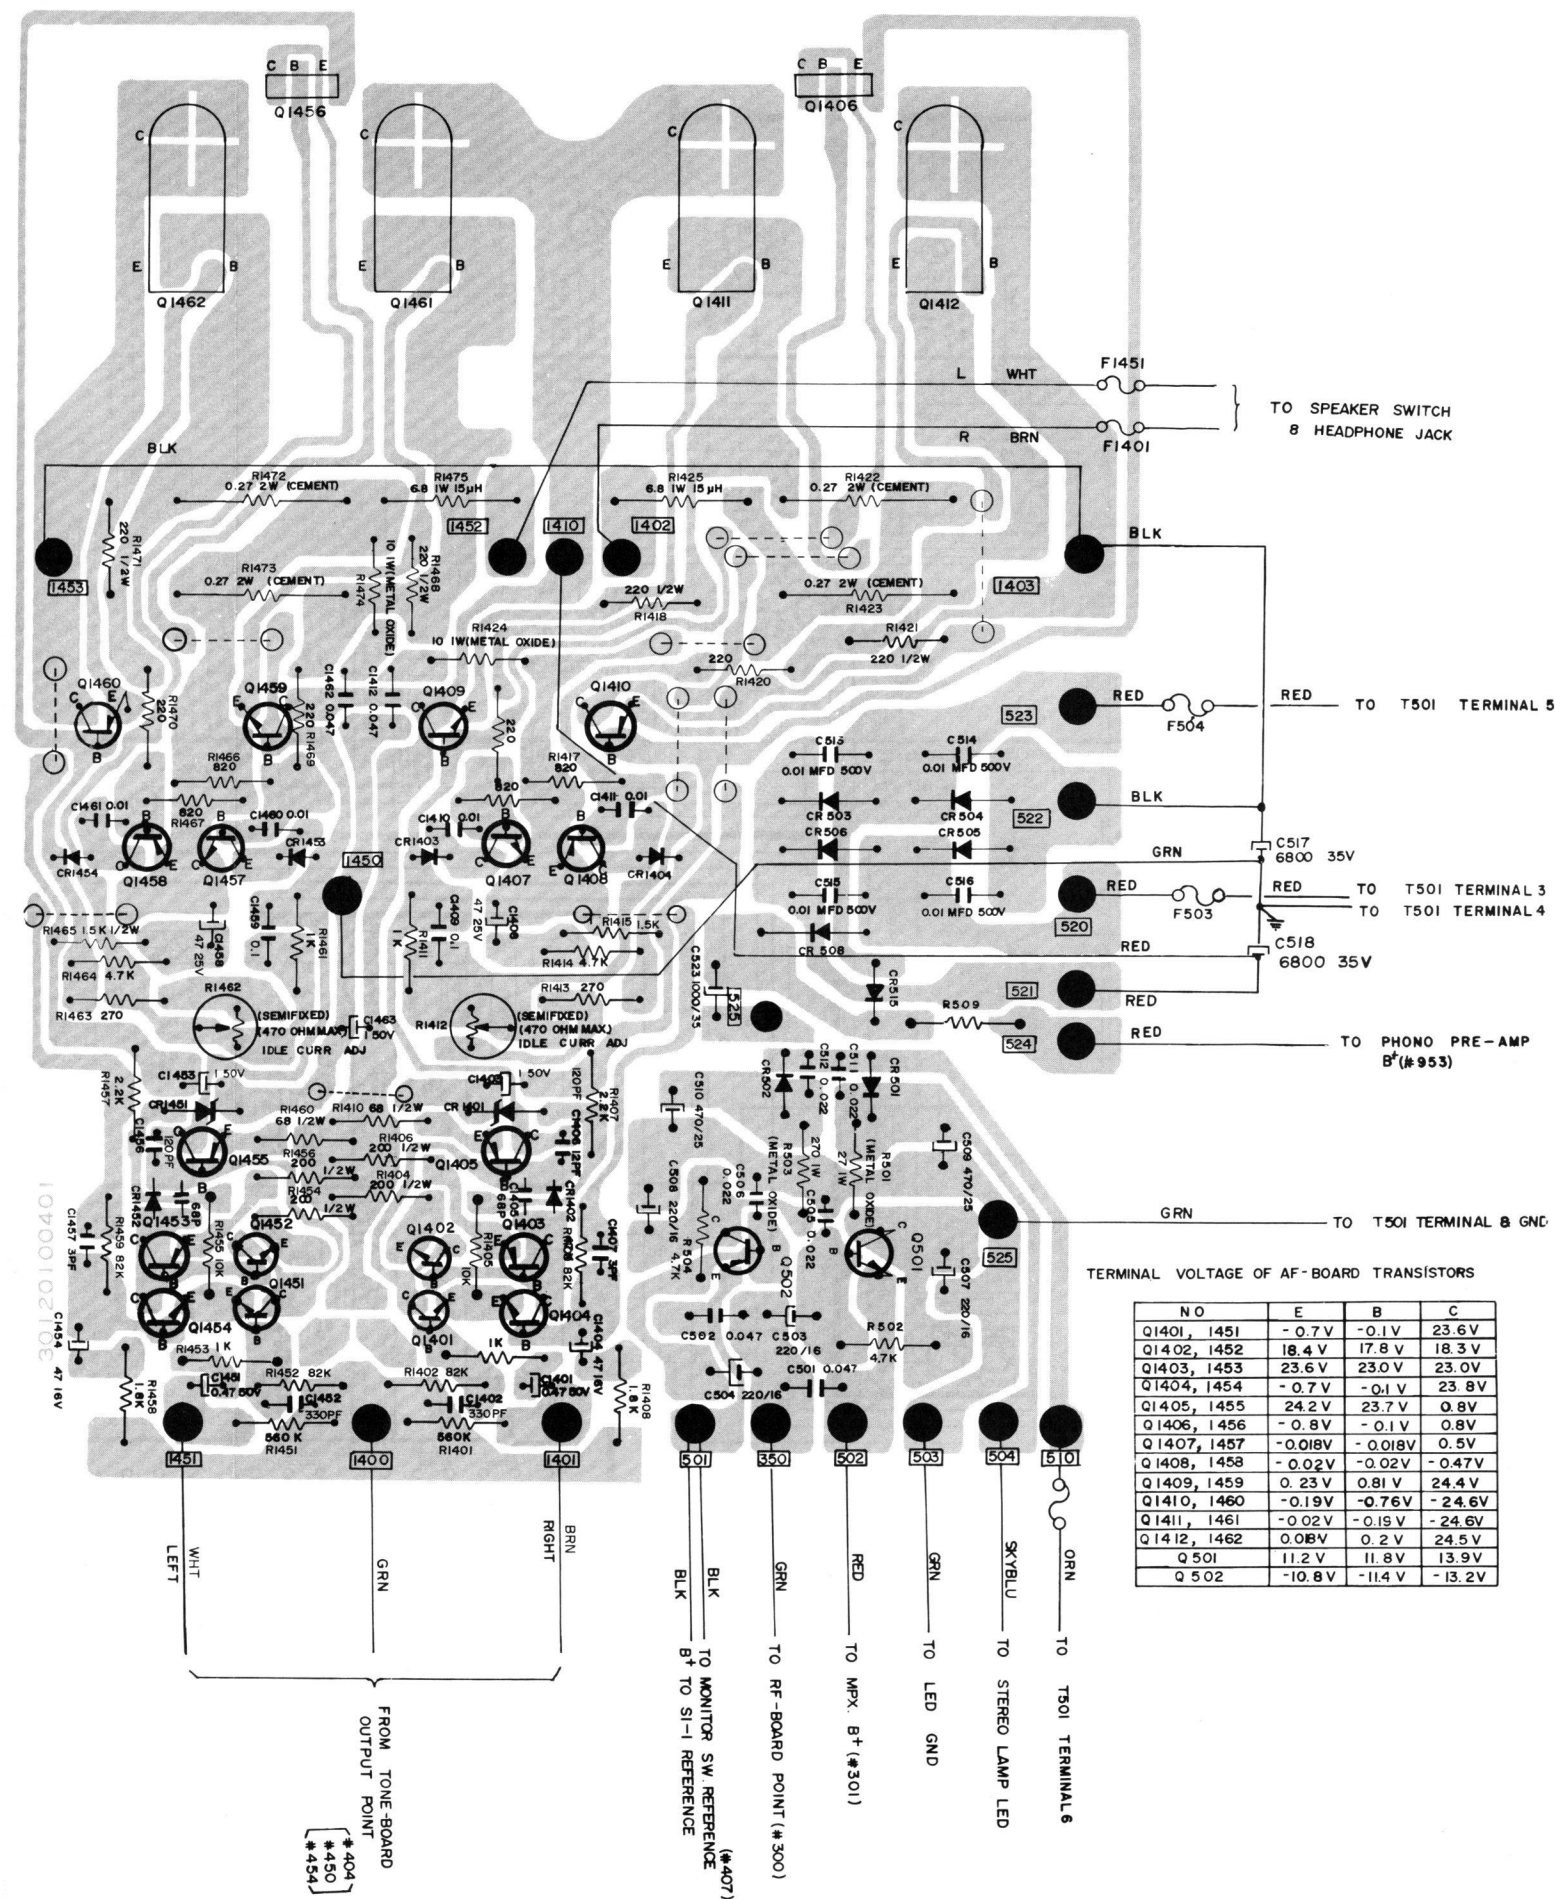 C B E
Q1456
C B E
Q1406
C
C
C
C
E B
E B
E B
E B
Q1462
Q1461
Q1411
Q1412
F1451
L WHT
TO SPEAKER SWITCH
8 HEADPHONE JACK
R BRN
F1401
BLK
R1472
0.27 2W (CEMENT)
R1475
6.8 1W 15µH
R1425
6.8 1W 15µH
R1422
0.27 2W (CEMENT)
1452
1410
1402
BLK
R1471
220 1/2W
1453
R1473
0.27 2W (CEMENT)
R1474
10 1W(METAL OXIDE)
R1468
220 1/2W
220 1/2W
R1418
0.27 2W (CEMENT)
R1423
1403
R1424
10 1W(METAL OXIDE)
R1421
220 1/2W
220
R1420
Q1460
R1470
220
Q1459
220 R1469
C1462 0.047
C1412 0.047
Q1409
220
Q1410
523
RED
F504
RED
TO T501 TERMINAL 5
R1466
820
820
R1467
R1417
820
820
C513
0.01 MFD 500V
C514
0.01 MFD 500V
C1461 0.01
C1460 0.01
C1410 0.01
C1411 0.01
CR503
CR504
522
BLK
CR1454
Q1458
Q1457
CR1453
1450
CR1403
Q1407
Q1408
CR1404
CR506
CR505
GRN
C517
6800 35V
C515
0.01 MFD 500V
C516
0.01 MFD 500V
520
RED
F503
RED
TO T501 TERMINAL 3
TO T501 TERMINAL 4
R1465 1.5K 1/2W
R1464 4.7K
R1463 270
C1458
47 25V
C1459 0.1
R1461
1K
R1411
1K
C1409 0.1
C1408
47 25V
R1415 1.5K
R1414 4.7K
R1413 270
CR 508
RED
C518
6800 35V
C523 1000/35
525
CR515
R509
521
RED
524
RED
TO PHONO PRE-AMP
B+(#953)
R1462
(SEMIFIXED)
(470 OHM MAX)
IDLE CURR ADJ
C1463
1 50V
R1412
(SEMIFIXED)
(470 OHM MAX)
IDLE CURR ADJ
R1457
2.2K
C1453
1 50V
CR1451
C1456
120PF
Q1455
R1460
68 1/2W
R1410 68 1/2W
R1456
200
1/2W
R1406
200 1/2W
R1454
200
1/2W
R1404
200 1/2W
C1403
1 50V
CR1401
Q1405
120PF
R1407
2.2K
C1406 12PF
C510 470/25
CR502
C512 0.022
C511 0.022
CR501
C509 470/25
CR1452
68P
C1405
68P
CR1402
C1457 3PF
R1459 82K
Q1453
R1455 10K
Q1452
Q1451
Q1454
Q1402
Q1401
R1405
10K
Q1403
Q1404
82K
C1407 3PF
C508 220/16
R504
4.7K
C506
0.022
R503
(METAL OXIDE)
270 1W
Q502
C505 0.022
27 1W
R501
(METAL OXIDE)
Q501
C507 220/16
GRN
TO T501 TERMINAL 8 GND
525
30120100401
C1454 47 16V
R1453 1K
1K
C1404 47 16V
C502 0.047
C503
220/16
R502
4.7K
C504 220/16
C501 0.047
R1458
1.8K
C1451
0.47 50V
R1452 82K
C1452
330PF
560K
R1451
R1402 82K
C1402
330PF
560K
R1401
C1401
0.47 50V
R1408
1.8K
1451
1400
1401
501
350
502
503
504
510
TERMINAL VOLTAGE OF AF-BOARD TRANSISTORS
NO E B C
Q1401, 1451 -0.7V -0.1V 23.6V
Q1402, 1452 18.4V 17.8V 18.3V
Q1403, 1453 23.6V 23.0V 23.0V
Q1404, 1454 -0.7V -0.1V 23.8V
Q1405, 1455 24.2V 23.7V 0.8V
Q1406, 1456 -0.8V -0.1V 0.8V
Q1407, 1457 -0.018V -0.018V 0.5V
Q1408, 1458 -0.02V -0.02V -0.47V
Q1409, 1459 0.23V 0.81V 24.4V
Q1410, 1460 -0.19V -0.76V -24.6V
Q1411, 1461 -0.02V -0.19V -24.6V
Q1412, 1462 0.018V 0.2V 24.5V
Q501 11.2V 11.8V 13.9V
Q502 -10.8V -11.4V -13.2V
WHT
LEFT
GRN
BRN
RIGHT
FROM TONE-BOARD
OUTPUT POINT
#404
#450
#454
BLK
BLK
TO MONITOR SW. REFERENCE
(#407)
B+ TO S1-1 REFERENCE
GRN
TO RF-BOARD POINT (#300)
RED
TO MPX. B+ (#301)
GRN
TO LED GND
SKYBLU
TO STEREO LAMP LED
ORN
TO T501 TERMINAL 6